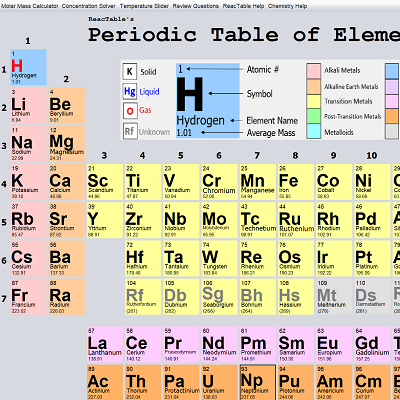 Molar Mass Calculator Concentration Solver Temperature Slider Review Questions ReacTable Help Chemistry Help
ReacTable's
Periodic Table of Eleme
1
1 H Hydrogen 1.01
2
K Solid
Hg Liquid
O Gas
Rf Unknown
1
H
Hydrogen
1.01
Atomic #
Symbol
Element Name
Average Mass
Alkali Metals
Alkaline Earth Metals
Transition Metals
Post-Transition Metals
Metalloids
1
2
3 Li Lithium 6.94
4 Be Beryllium 9.01
3
11 Na Sodium 22.99
12 Mg Magnesium 24.31
3 4 5 6 7 8 9 10
4
19 K Potassium 39.10
20 Ca Calcium 40.08
21 Sc Scandium 44.96
22 Ti Titanium 47.87
23 V Vanadium 50.94
24 Cr Chromium 52.00
25 Mn Manganese 54.94
26 Fe Iron 55.85
27 Co Cobalt 58.93
28 Ni Nickel 58.69
5
37 Rb Rubidium 85.47
38 Sr Strontium 87.62
39 Y Yttrium 88.91
40 Zr Zirconium 91.22
41 Nb Niobium 92.91
42 Mo Molybdenum 95.95
43 Tc Technetium
44 Ru Ruthenium 101.07
45 Rh Rhodium 102.91
46 Pd Palladium 106.42
6
55 Cs Cesium 132.91
56 Ba Barium 137.33
72 Hf Hafnium 178.49
73 Ta Tantalum 180.95
74 W Tungsten 183.84
75 Re Rhenium 186.21
76 Os Osmium 190.23
77 Ir Iridium 192.22
78 Pt Platinum 195.08
7
87 Fr Francium 223.02
88 Ra Radium 226.03
104 Rf Rutherfordium (261)
105 Db Dubnium (262)
106 Sg Seaborgium (266)
107 Bh Bohrium (264)
108 Hs Hassium (269)
109 Mt Meitnerium (278)
110 Ds Darmstadtium (281)
57 La Lanthanum 138.91
58 Ce Cerium 140.12
59 Pr Praseodymium 140.91
60 Nd Neodymium 144.24
61 Pm Promethium 144.91
62 Sm Samarium 150.36
63 Eu Europium 151.96
64 Gd Gadolinium 157.25
65 T
89 Ac Actinium 227.03
90 Th Thorium 232.04
91 Pa Protactinium 231.04
92 U Uranium 238.03
93 Np Neptunium 237.05
94 Pu Plutonium 244.06
95 Am Americium 243.06
96 Cm Curium 247.07